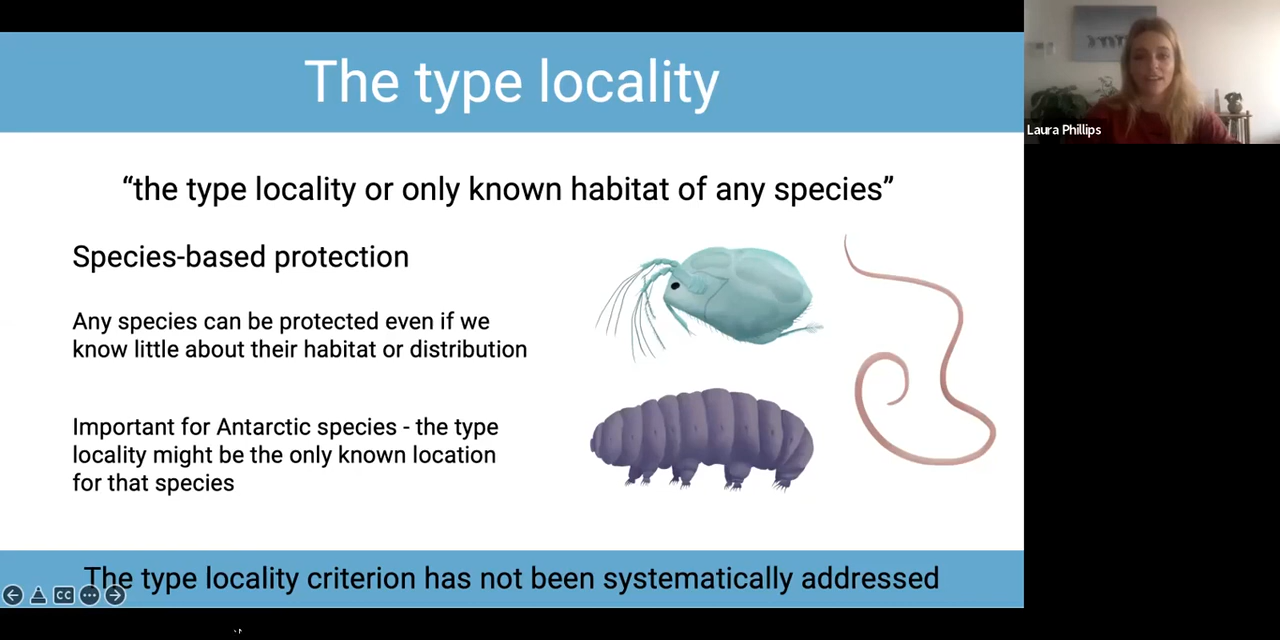 The type locality
“the type locality or only known habitat of any species”
Species-based protection
Any species can be protected even if we
know little about their habitat or distribution
Important for Antarctic species - the type
locality might be the only known location
for that species
The type locality criterion has not been systematically addressed
CC
Laura Phillips